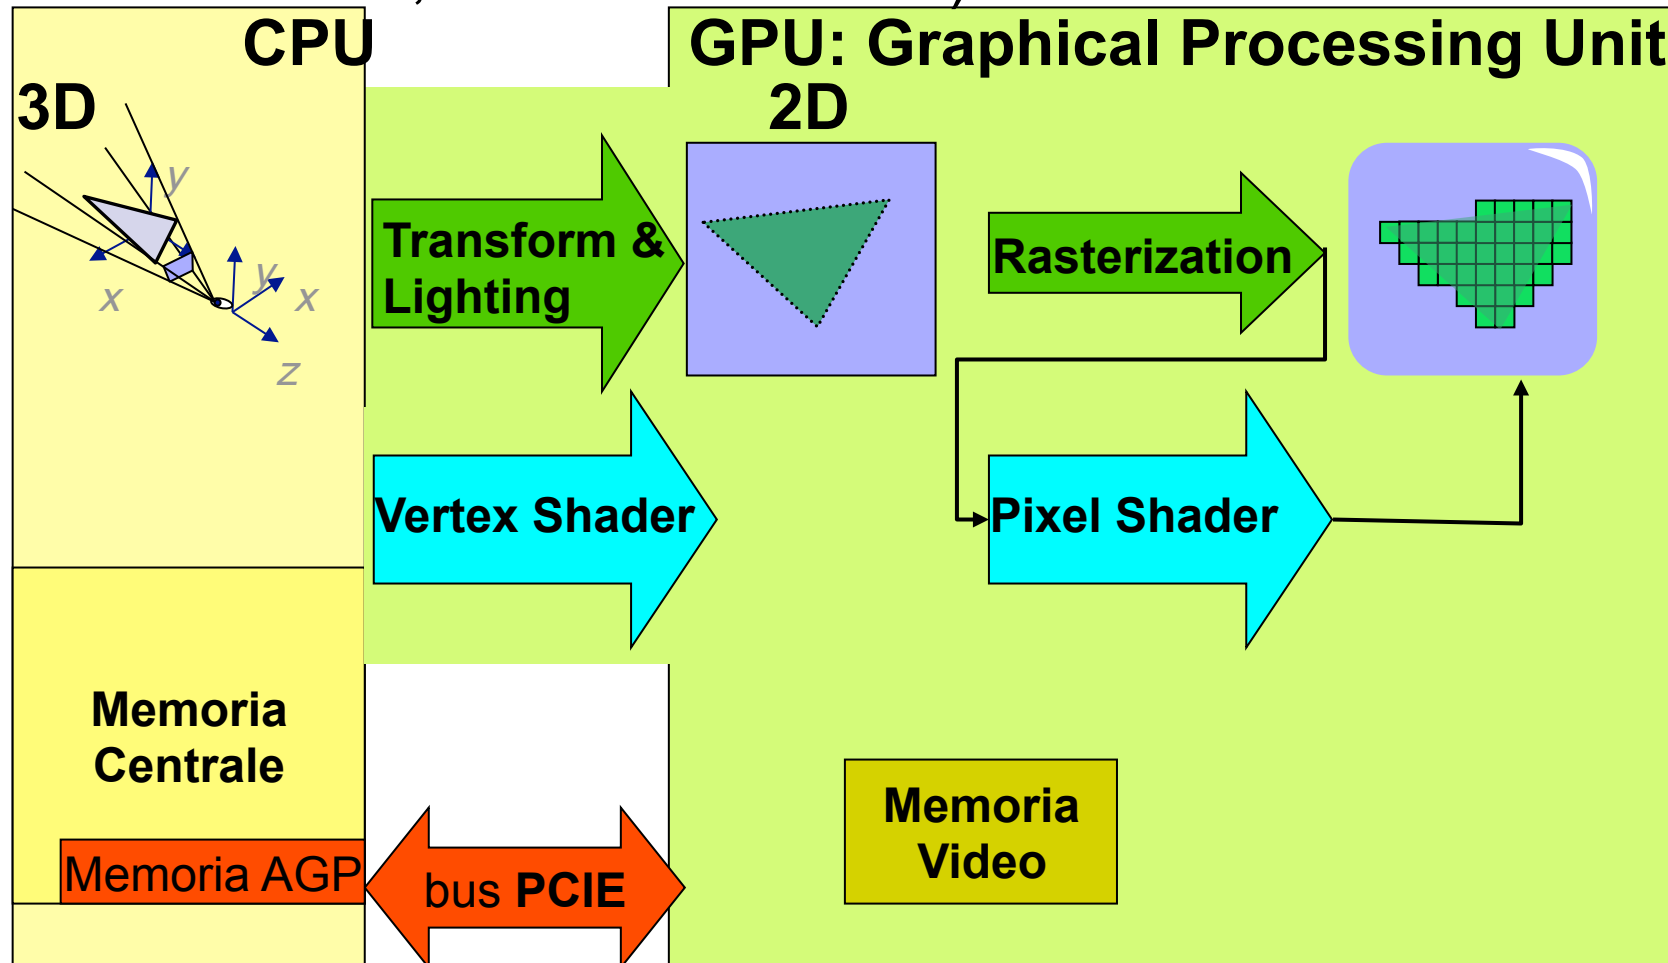 CPU
GPU: Graphical Processing Unit
3D
2D
y
x
y
x
z
Transform &
Lighting
Rasterization
Vertex Shader
Pixel Shader
Memoria
Centrale
Memoria AGP
bus PCIE
Memoria
Video